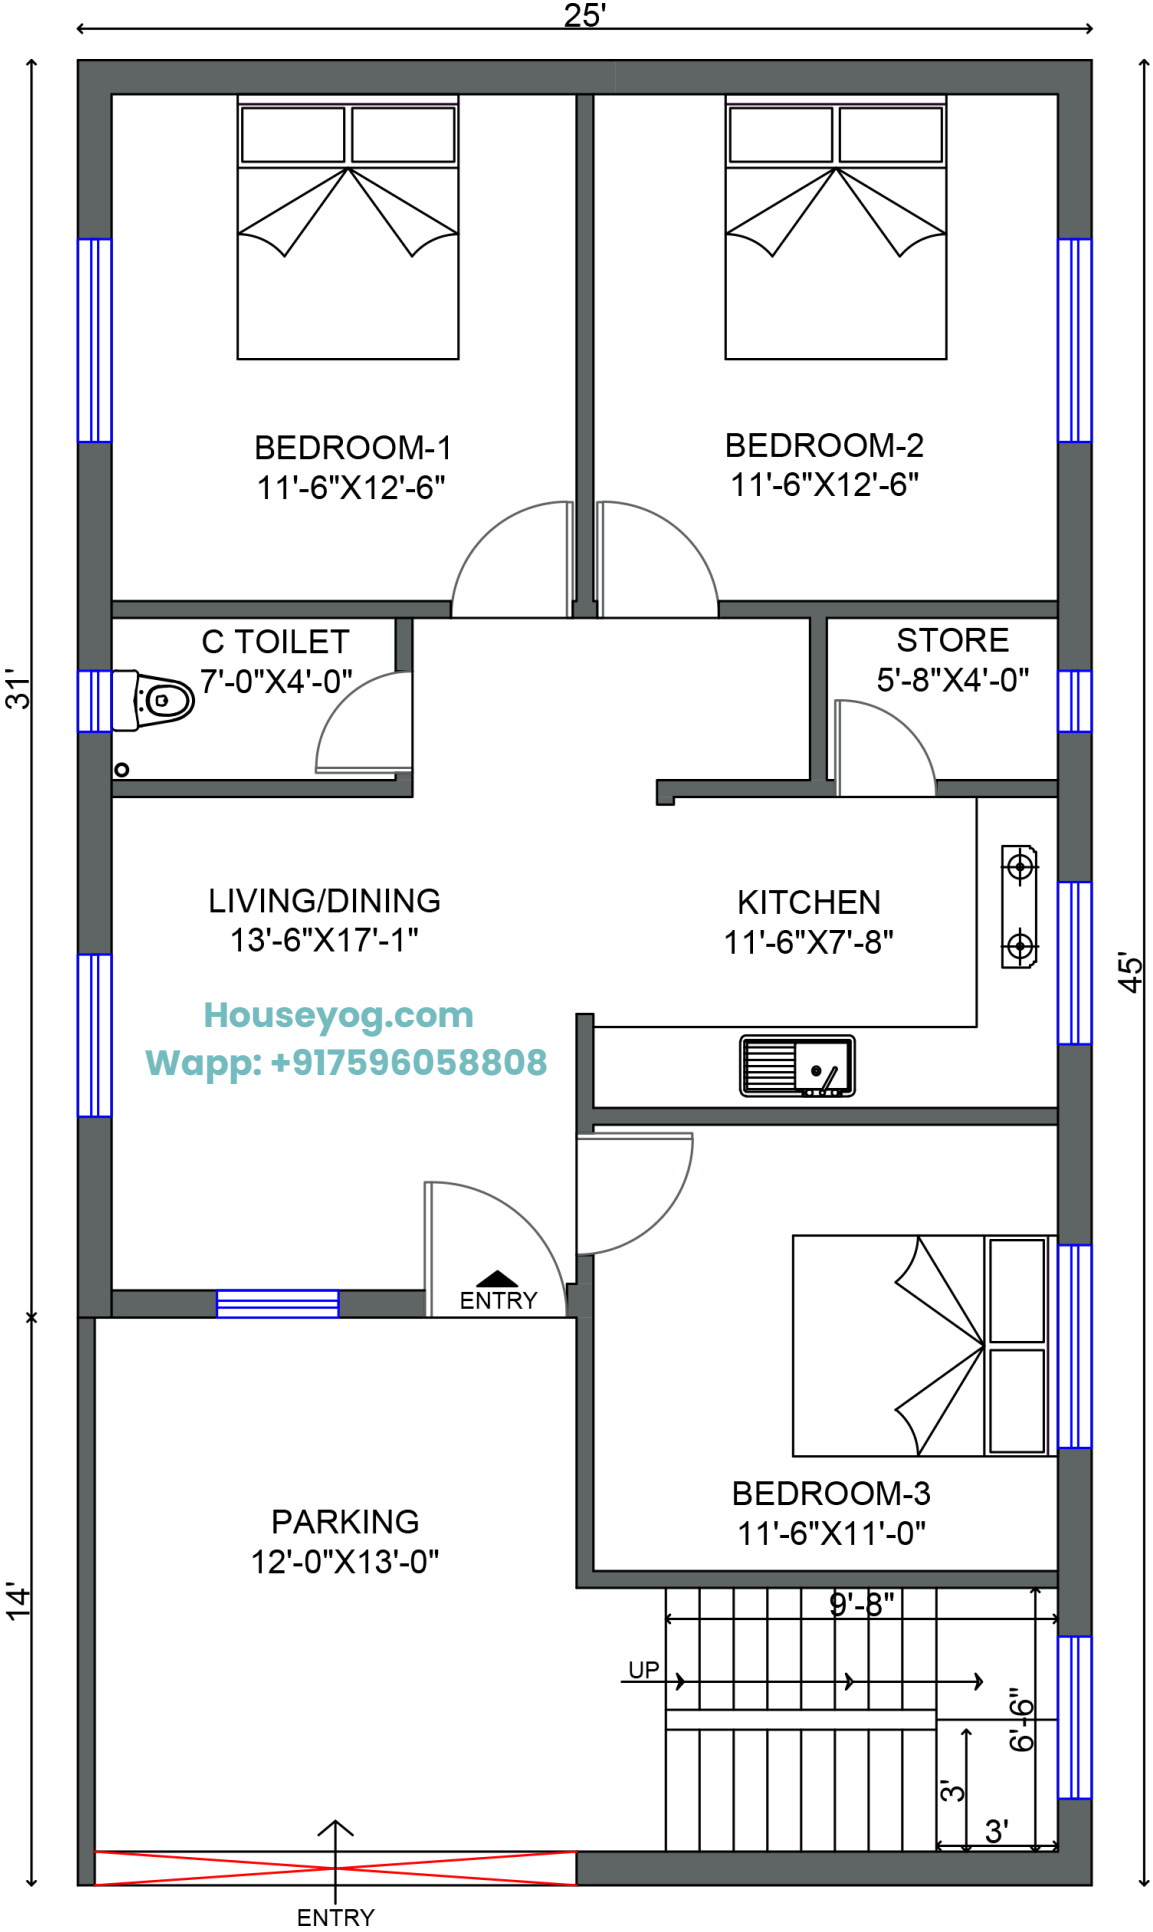 25'
BEDROOM-1
11'-6"X12'-6"
BEDROOM-2
11'-6"X12'-6"
C TOILET
7'-0"X4'-0"
STORE
5'-8"X4'-0"
31'
LIVING/DINING
13'-6"X17'-1"
KITCHEN
11'-6"X7'-8"
45'
Houseyog.com
Wapp: +917596058808
ENTRY
BEDROOM-3
11'-6"X11'-0"
PARKING
12'-0"X13'-0"
14'
9'-8"
UP
6'-6"
3'
3'
ENTRY